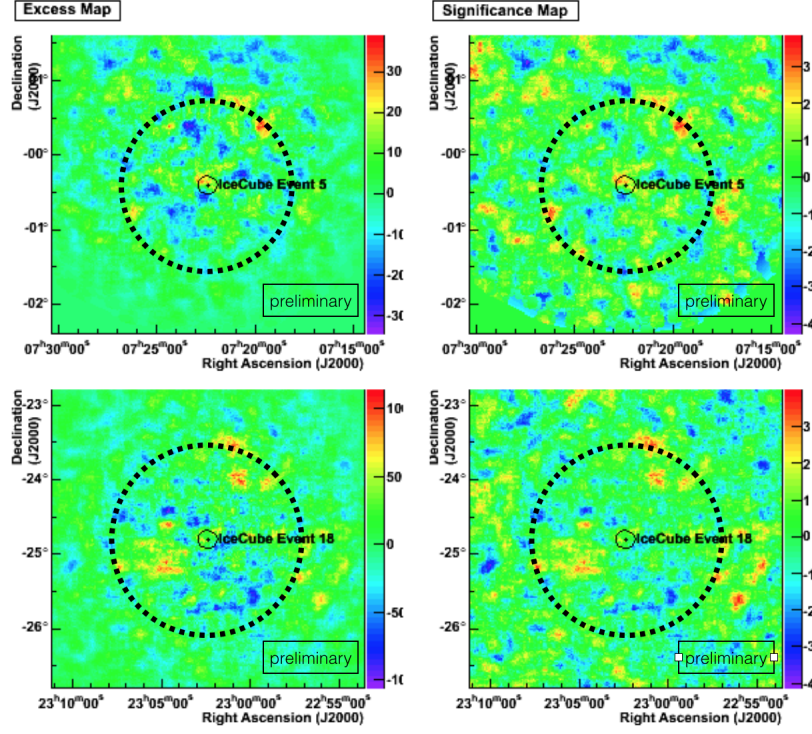 Excess Map
Significance Map
Declination
(J2000)
-01°
-00°
-01°
-02°
IceCube Event 5
preliminary
30
20
10
0
-10
-20
-30
07h30m00s 07h25m00s 07h20m00s 07h15m00s
Right Ascension (J2000)
Declination
(J2000)
-01°
-00°
-01°
-02°
IceCube Event 5
preliminary
3
2
1
0
-1
-2
-3
-4
07h30m00s 07h25m00s 07h20m00s 07h15m00s
Right Ascension (J2000)
Declination
(J2000)
-23°
-24°
-25°
-26°
IceCube Event 18
preliminary
50
0
-50
23h10m00s 23h05m00s 23h00m00s 22h55m00s
Right Ascension (J2000)
Declination
(J2000)
-23°
-24°
-25°
-26°
IceCube Event 18
preliminary
3
2
1
0
-1
-2
-3
-4
23h10m00s 23h05m00s 23h00m00s 22h55m00s
Right Ascension (J2000)